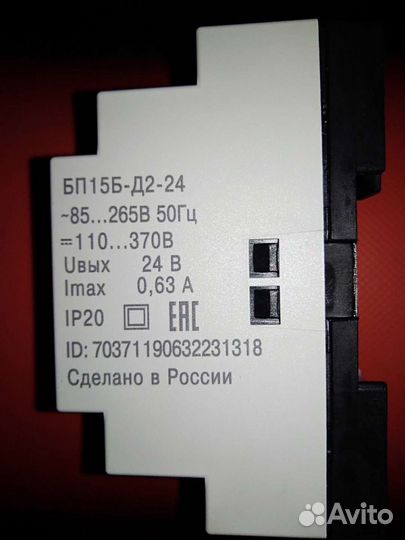 БП15Б-Д2-24
~85...265В 50Гц
⎓110...370В
Uвых 24 В
Imax 0,63 А
IP20 EAC
ID: 70371190632231318
Сделано в России
Avito